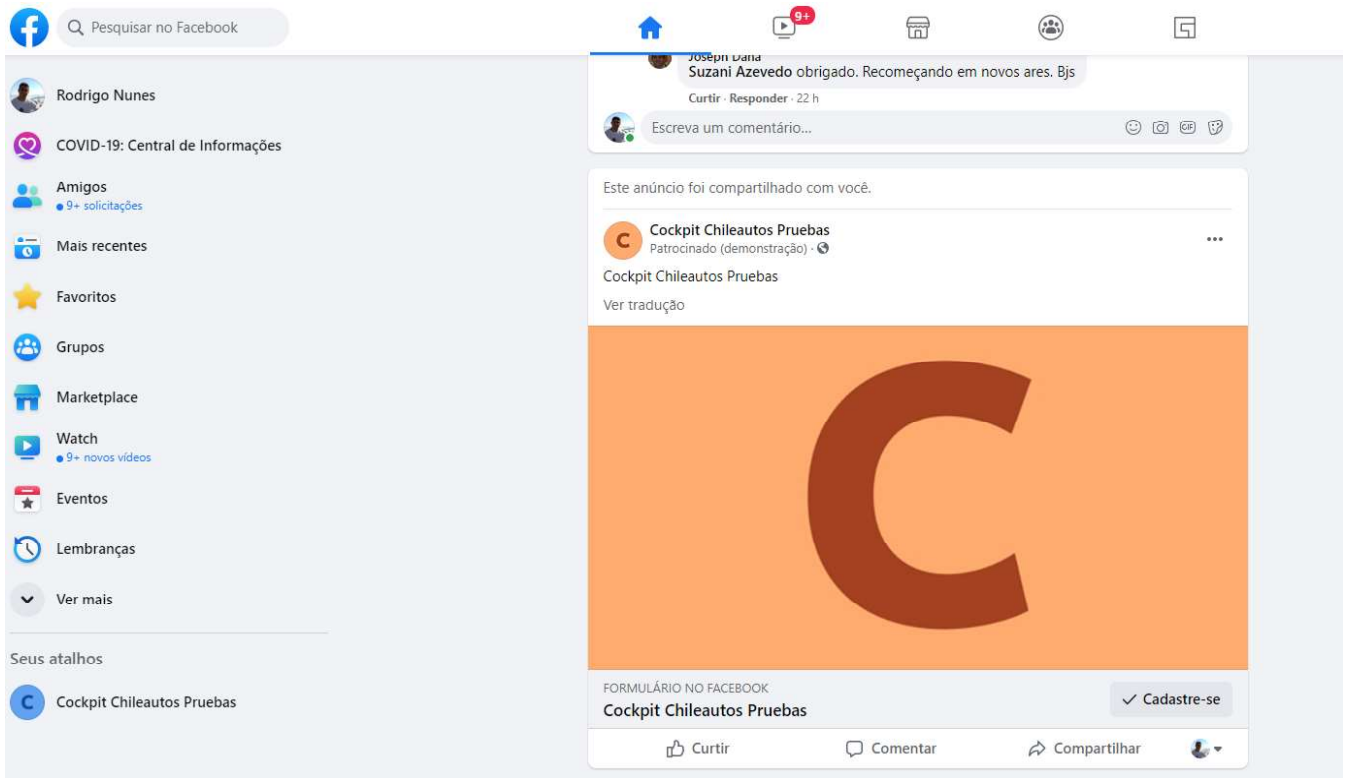 Pesquisar no Facebook
9+
Rodrigo Nunes
COVID-19: Central de Informações
Amigos
9+ solicitações
Mais recentes
Favoritos
Grupos
Marketplace
Watch
9+ novos vídeos
Eventos
Lembranças
Ver mais
Seus atalhos
C
Cockpit Chileautos Pruebas
Joseph Dana
Suzani Azevedo obrigado. Recomeçando em novos ares. Bjs
Curtir · Responder · 22 h
Escreva um comentário...
GIF
Este anúncio foi compartilhado com você.
C
Cockpit Chileautos Pruebas
Patrocinado (demonstração) ·
Cockpit Chileautos Pruebas
Ver tradução
C
FORMULÁRIO NO FACEBOOK
Cockpit Chileautos Pruebas
Cadastre-se
Curtir
Comentar
Compartilhar